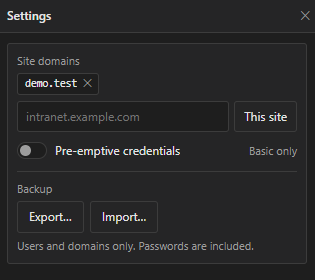 Settings
Site domains
demo.test
intranet.example.com
This site
Pre-emptive credentials
Basic only
Backup
Export...
Import...
Users and domains only. Passwords are included.